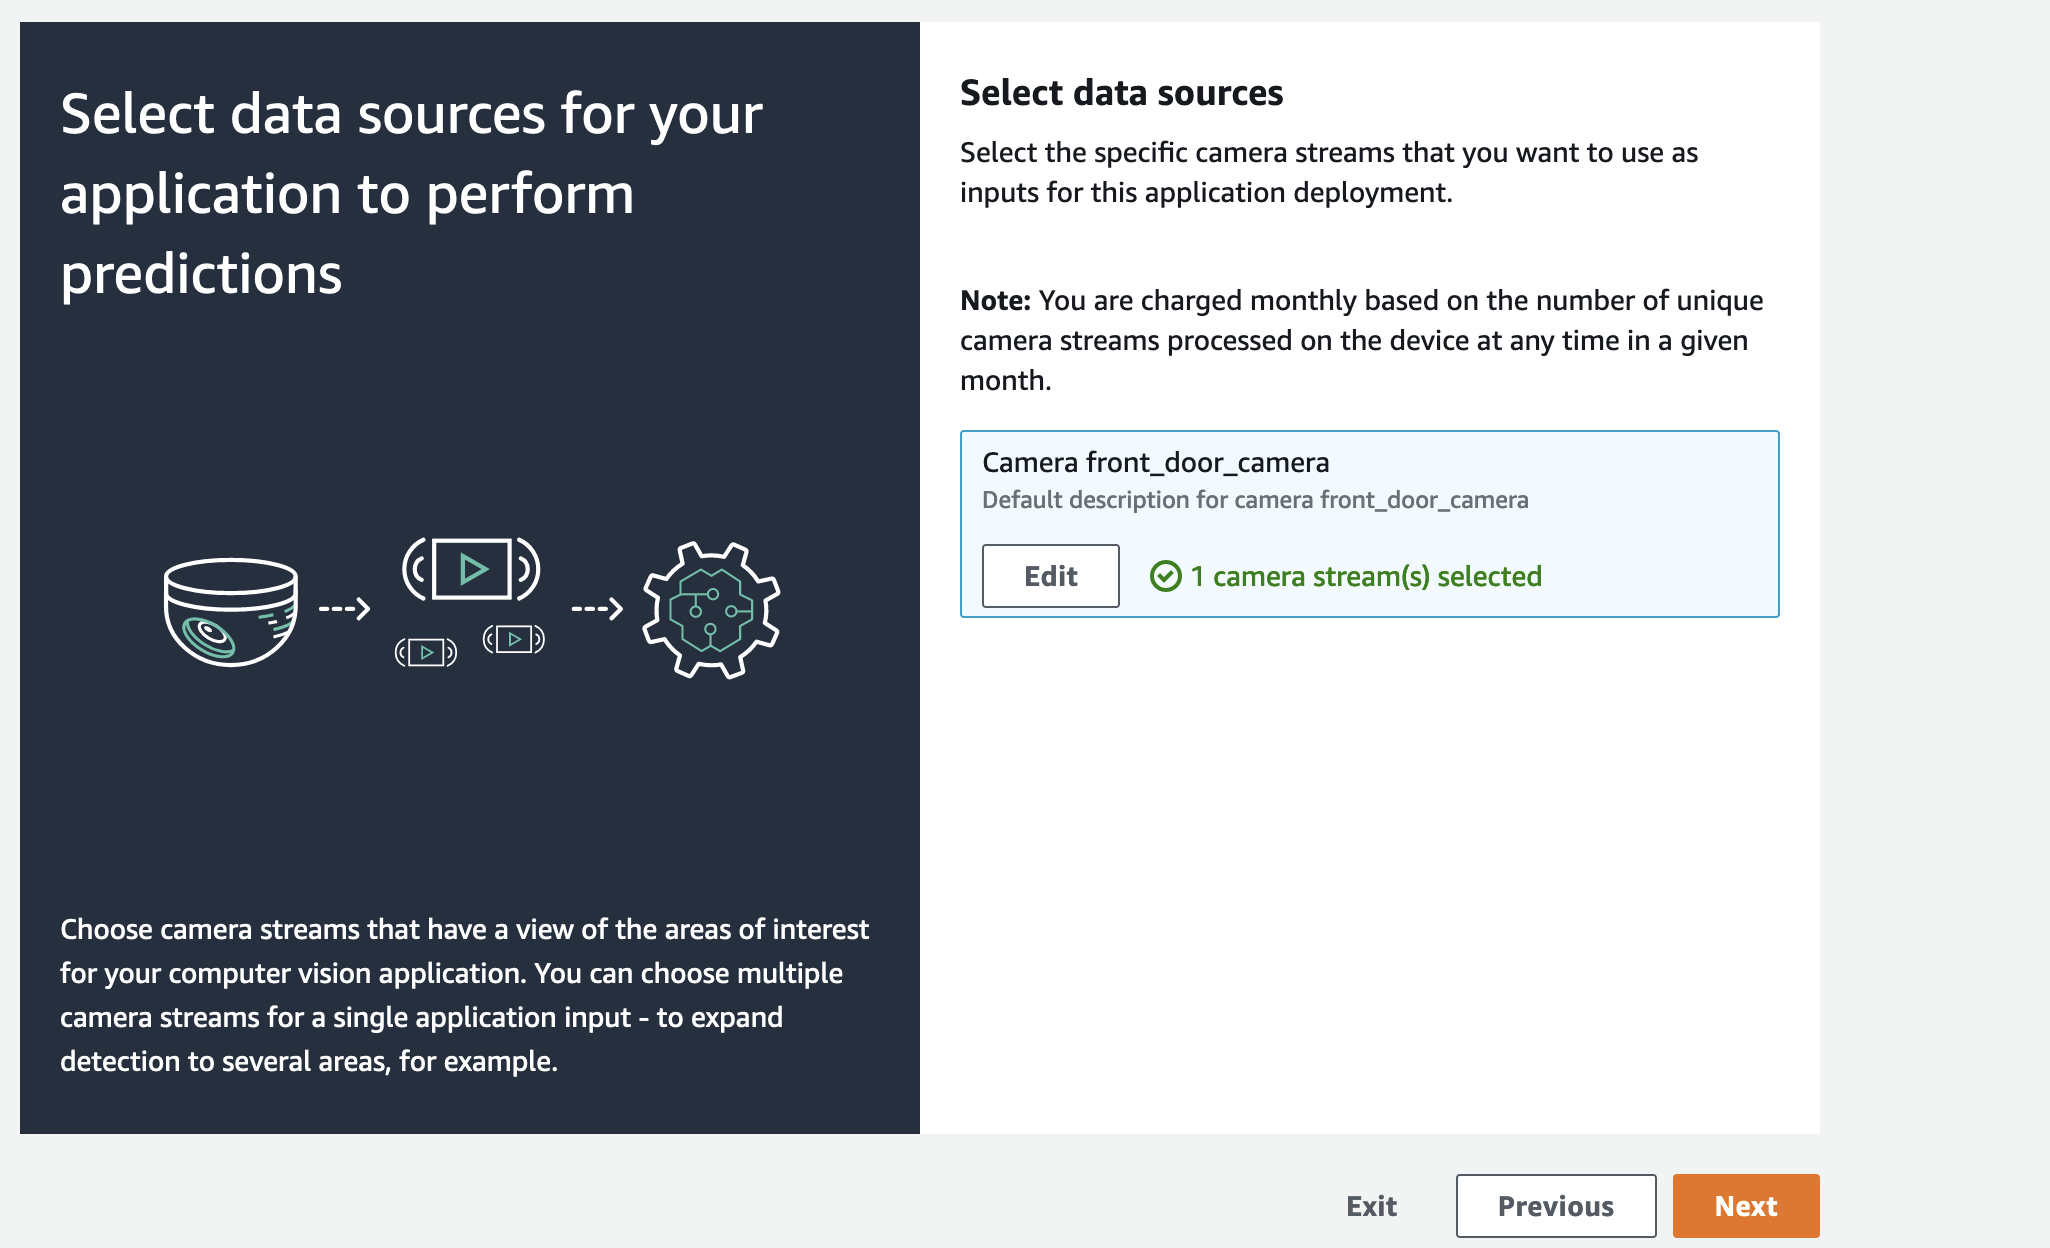 Select data sources for your
application to perform
predictions
Choose camera streams that have a view of the areas of interest
for your computer vision application. You can choose multiple
camera streams for a single application input - to expand
detection to several areas, for example.
Select data sources
Select the specific camera streams that you want to use as
inputs for this application deployment.
Note: You are charged monthly based on the number of unique
camera streams processed on the device at any time in a given
month.
Camera front_door_camera
Default description for camera front_door_camera
Edit
1 camera stream(s) selected
Exit
Previous
Next